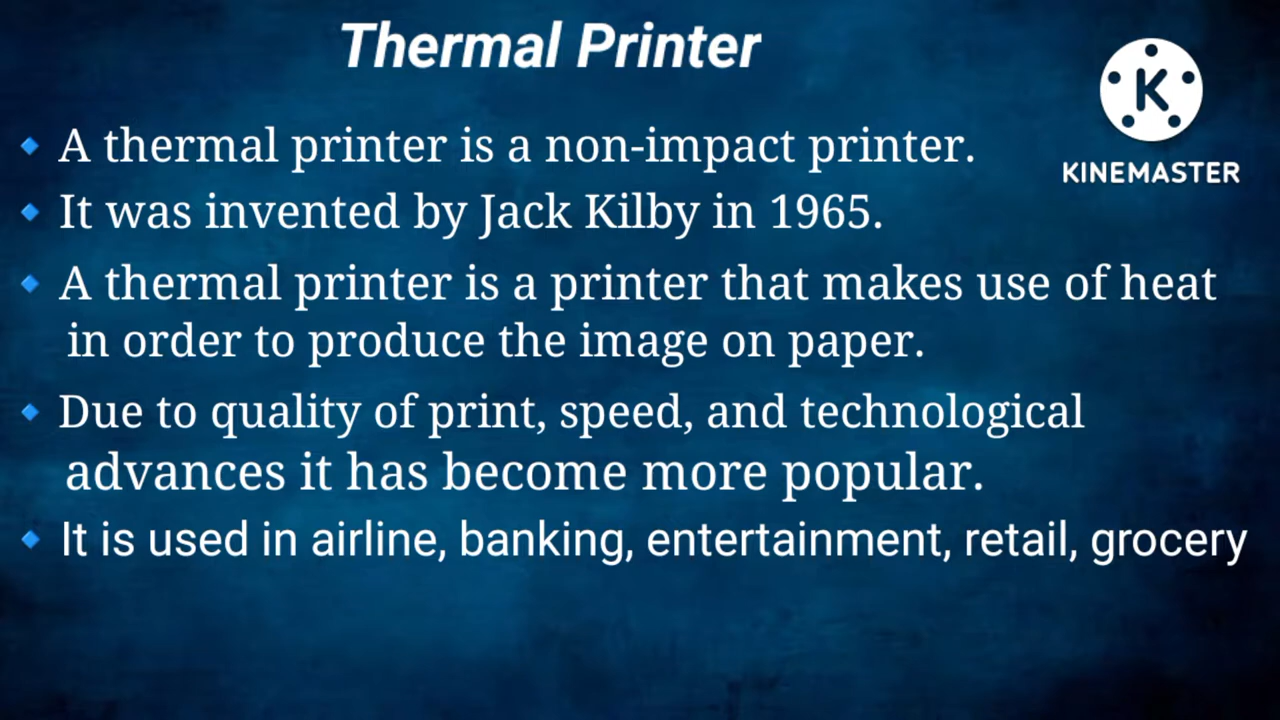 Thermal Printer
K
KINEMASTER
🔹 A thermal printer is a non-impact printer.
🔹 It was invented by Jack Kilby in 1965.
🔹 A thermal printer is a printer that makes use of heat
in order to produce the image on paper.
🔹 Due to quality of print, speed, and technological
advances it has become more popular.
🔹 It is used in airline, banking, entertainment, retail, grocery